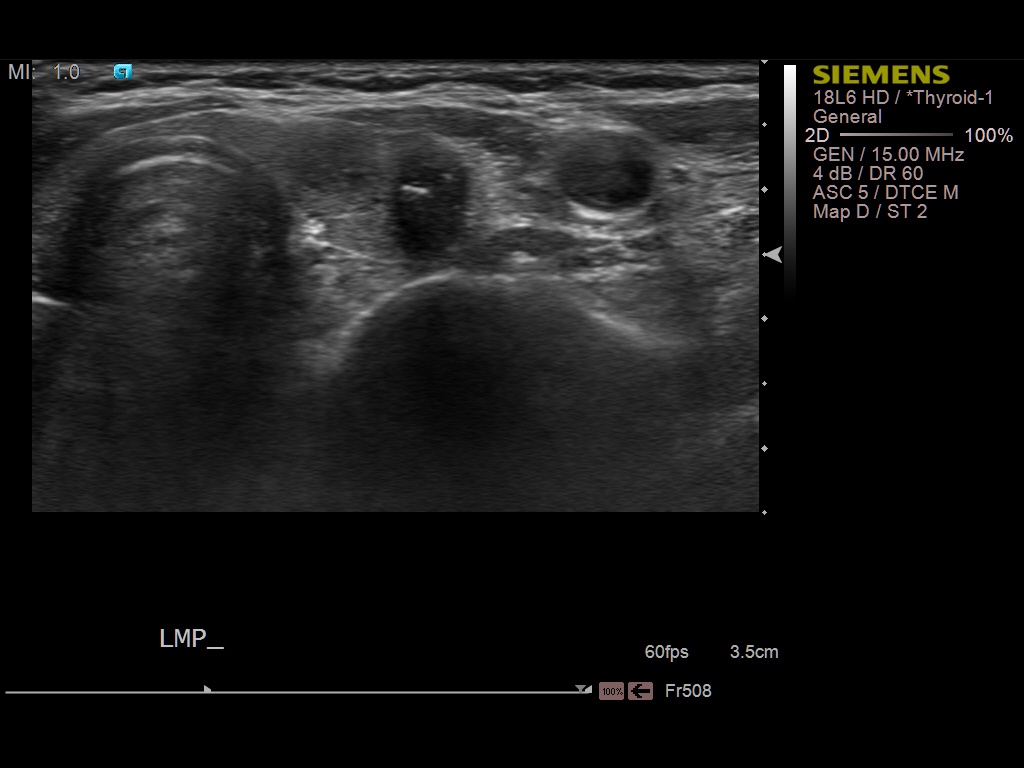 MI: 1.0
SIEMENS
18L6 HD / *Thyroid-1
General
2D 100%
GEN / 15.00 MHz
4 dB / DR 60
ASC 5 / DTCE M
Map D / ST 2
LMP_
60fps 3.5cm
100% Fr508